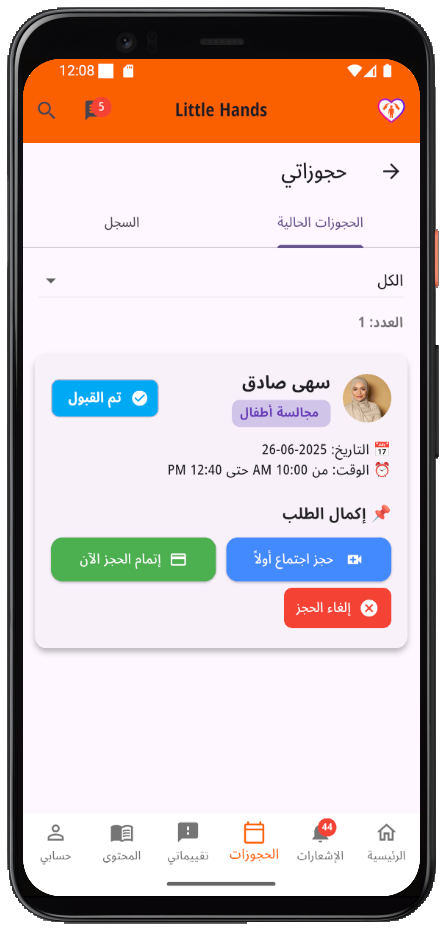 12:08
5
Little Hands
حجوزاتي
الحجوزات الحالية
السجل
الكل
العدد: 1
سهى صادق
تم القبول
مجالسة أطفال
17 التاريخ: 2025-06-26
الوقت: من 10:00 AM حتى 12:40 PM
إكمال الطلب
حجز اجتماع أولاً
إتمام الحجز الآن
إلغاء الحجز
44
الرئيسية
الإشعارات
الحجوزات
تقييماتي
المحتوى
حسابي